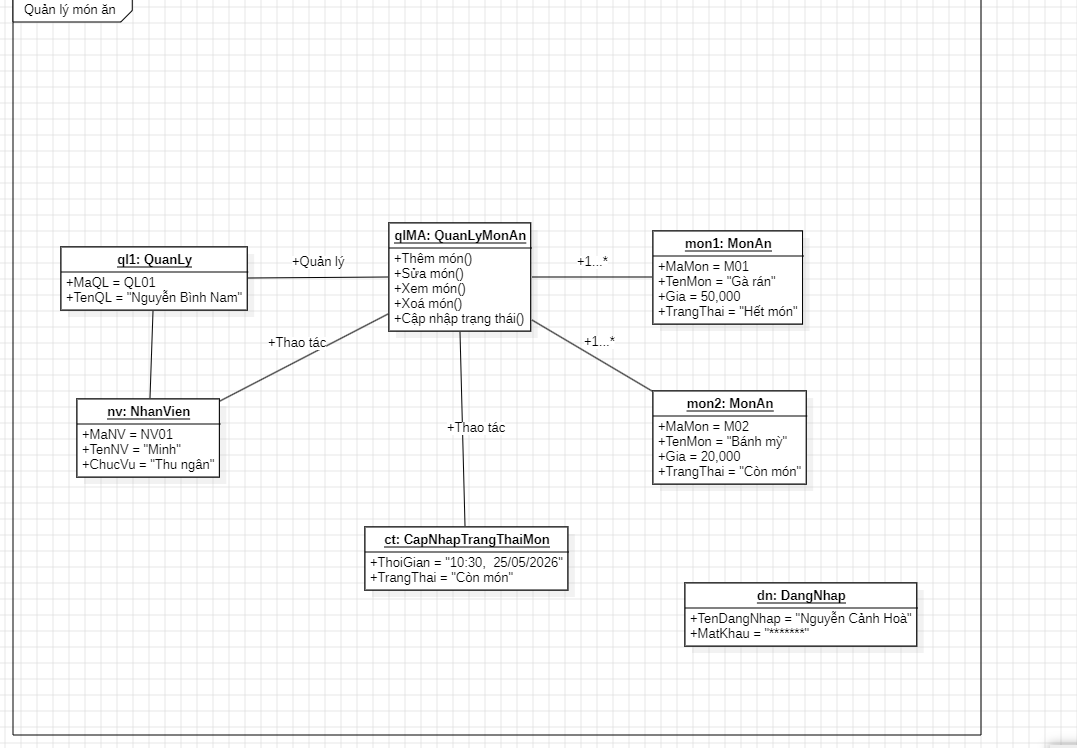 Quản lý món ăn
qlMA: QuanLyMonAn
+Thêm món()
+Sửa món()
+Xem món()
+Xoá món()
+Cập nhập trạng thái()
mon1: MonAn
+MaMon = M01
+TenMon = "Gà rán"
+Gia = 50,000
+TrangThai = "Hết món"
ql1: QuanLy
+MaQL = QL01
+TenQL = "Nguyễn Bình Nam"
+Quản lý
+1...*
+Thao tác
+1...*
nv: NhanVien
+MaNV = NV01
+TenNV = "Minh"
+ChucVu = "Thu ngân"
mon2: MonAn
+MaMon = M02
+TenMon = "Bánh mỳ"
+Gia = 20,000
+TrangThai = "Còn món"
+Thao tác
ct: CapNhapTrangThaiMon
+ThoiGian = "10:30,  25/05/2026"
+TrangThai = "Còn món"
dn: DangNhap
+TenDangNhap = "Nguyễn Cảnh Hoà"
+MatKhau = "*******"